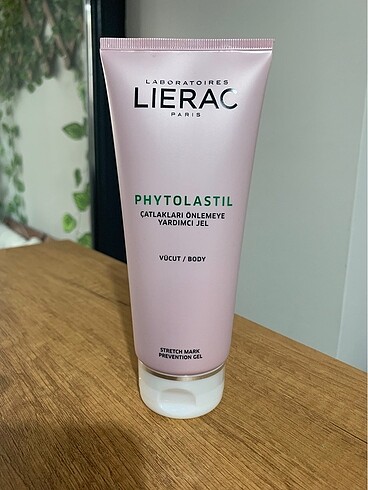 LABORATOIRES
LIERAC
PARIS
PHYTOLASTIL
ÇATLAKLARI ÖNLEMEYE
YARDIMCI JEL
VÜCUT / BODY
STRETCH MARK
PREVENTION GEL